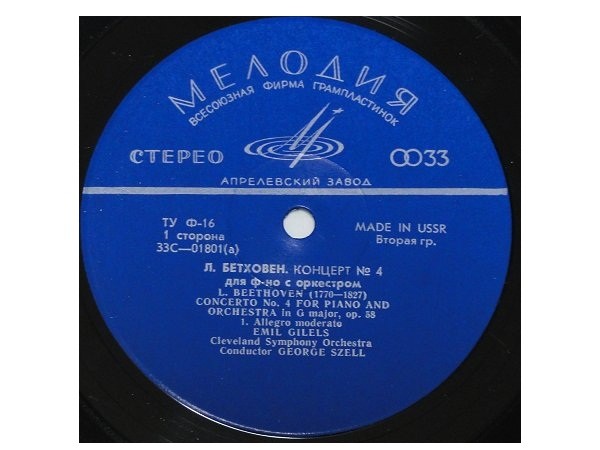 МЕЛОДИЯ
ВСЕСОЮЗНАЯ ФИРМА ГРАМПЛАСТИНОК
СТЕРЕО
33
АПРЕЛЕВСКИЙ ЗАВОД
ТУ Ф-16
MADE IN USSR
1 сторона
Вторая гр.
33С—01801(а)
Л. БЕТХОВЕН. КОНЦЕРТ № 4
для ф-но с оркестром
L. BEETHOVEN (1770—1827)
CONCERTO No. 4 FOR PIANO AND
ORCHESTRA in G major, op. 58
1. Allegro moderato
EMIL GILELS
Cleveland Symphony Orchestra
Conductor GEORGE SZELL